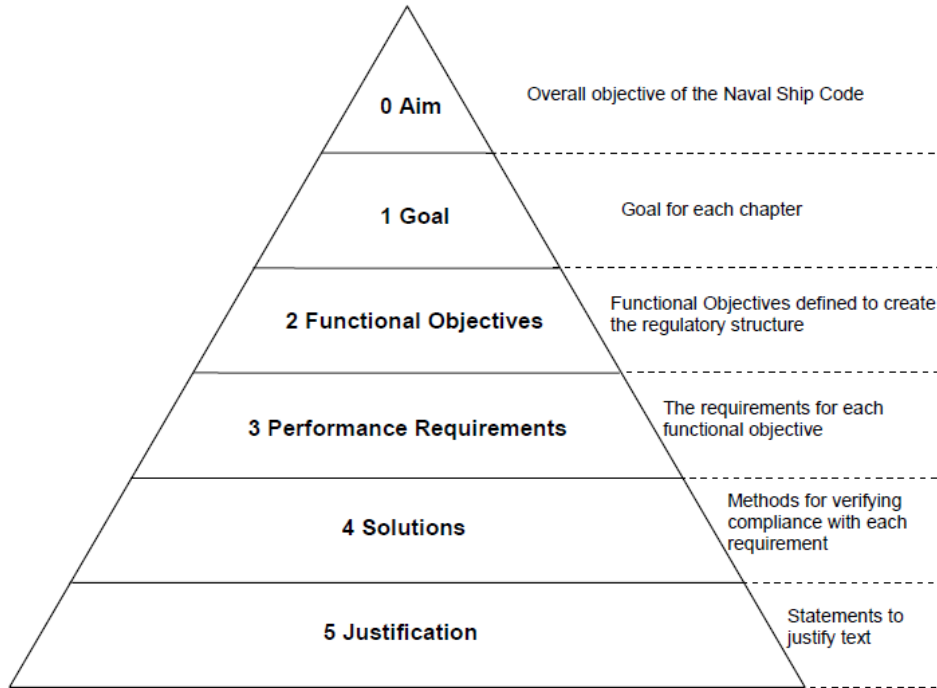 0 Aim
Overall objective of the Naval Ship Code
1 Goal
Goal for each chapter
2 Functional Objectives
Functional Objectives defined to create
the regulatory structure
3 Performance Requirements
The requirements for each
functional objective
4 Solutions
Methods for verifying
compliance with each
requirement
5 Justification
Statements to
justify text